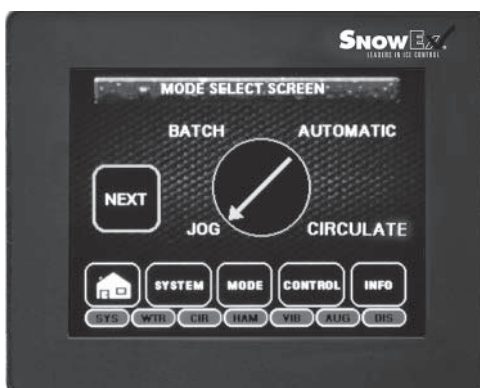 SNOWEX.
LEADERS IN ICE CONTROL
MODE SELECT SCREEN
BATCH AUTOMATIC
NEXT
JOG CIRCULATE
SYSTEM MODE CONTROL INFO
SYS WTR CIR HAM VIB AUG DIS